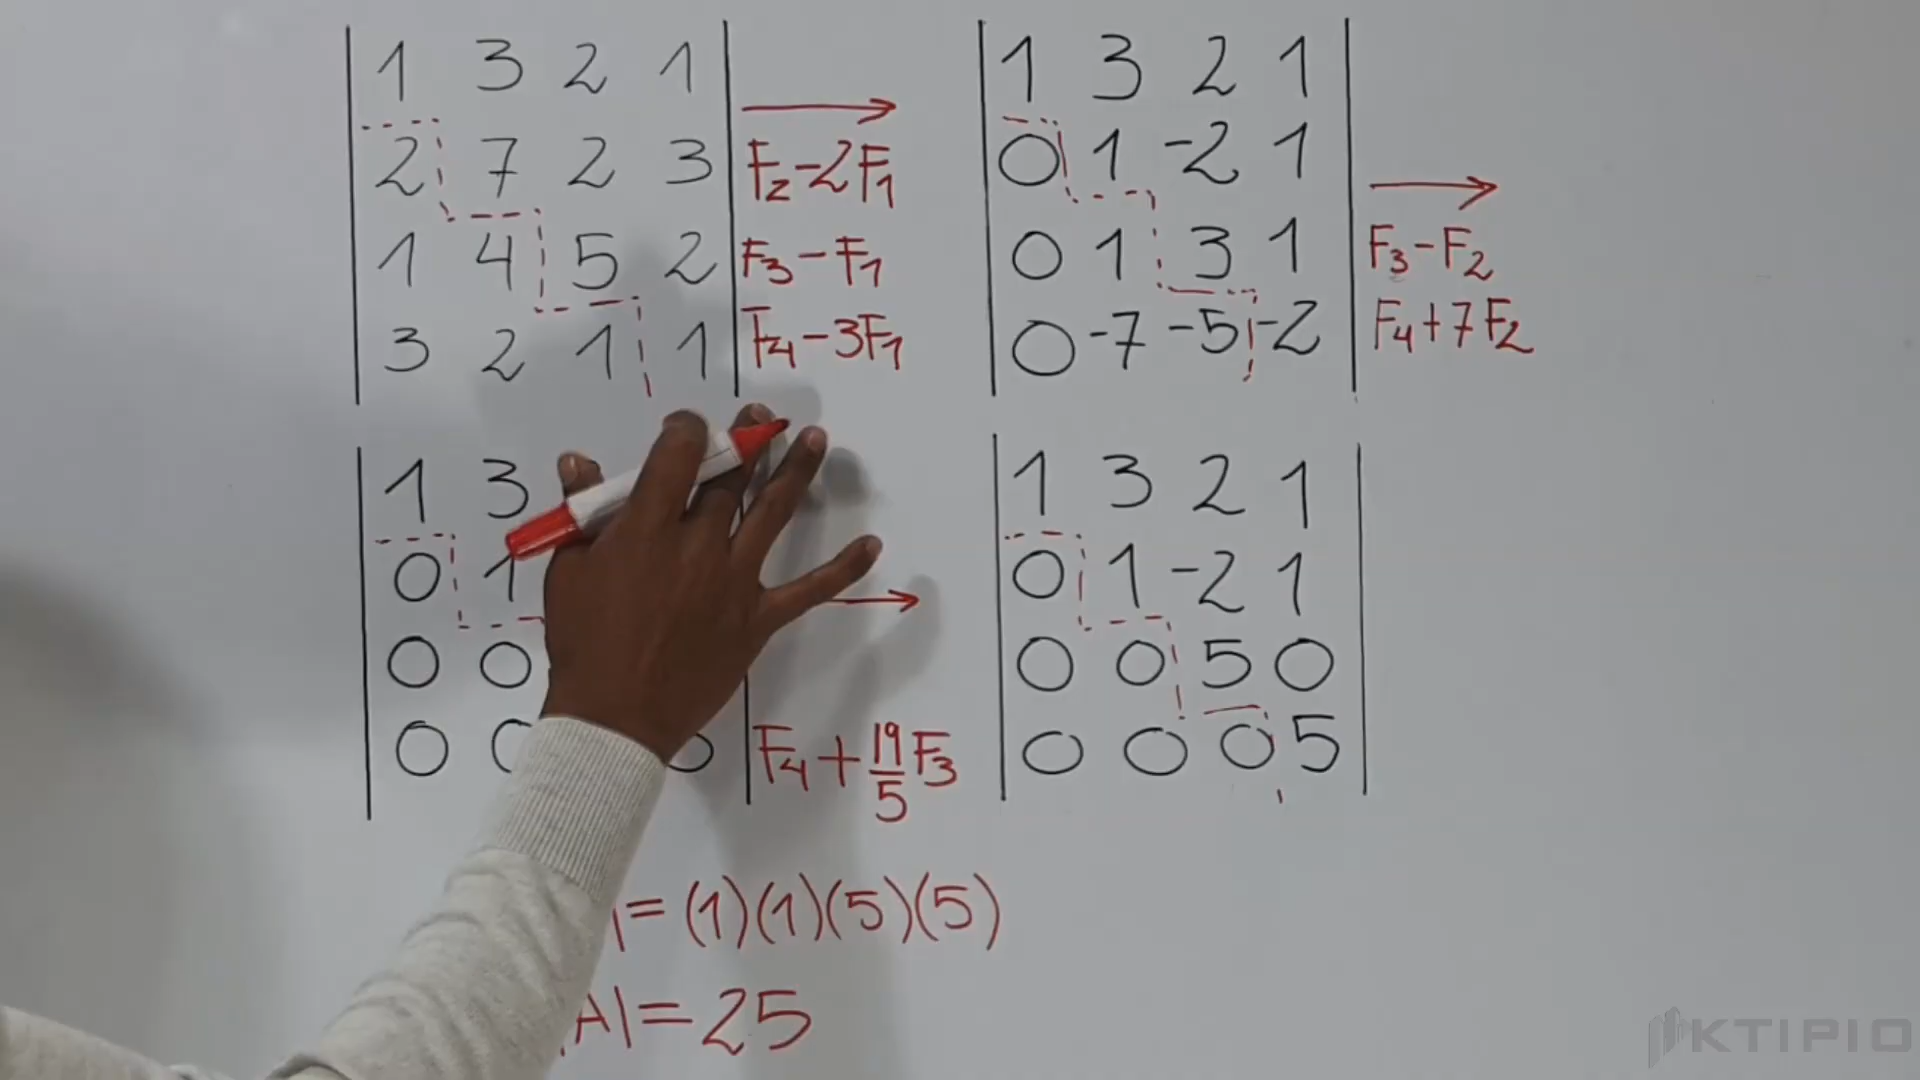 1 3 2 1
2 7 2 3 F2-2F1
1 4 5 2 F3-F1
3 2 1 1 F4-3F1
1 3 2 1
0 1 -2 1
0 1 3 1 F3-F2
0 -7 -5 -2 F4+7F2
1 3
0 1
0 0
0 0 F4+19/5F3
1 3 2 1
0 1 -2 1
0 0 5 0
0 0 0 5
|=(1)(1)(5)(5)
|A|=25
KTIPIO